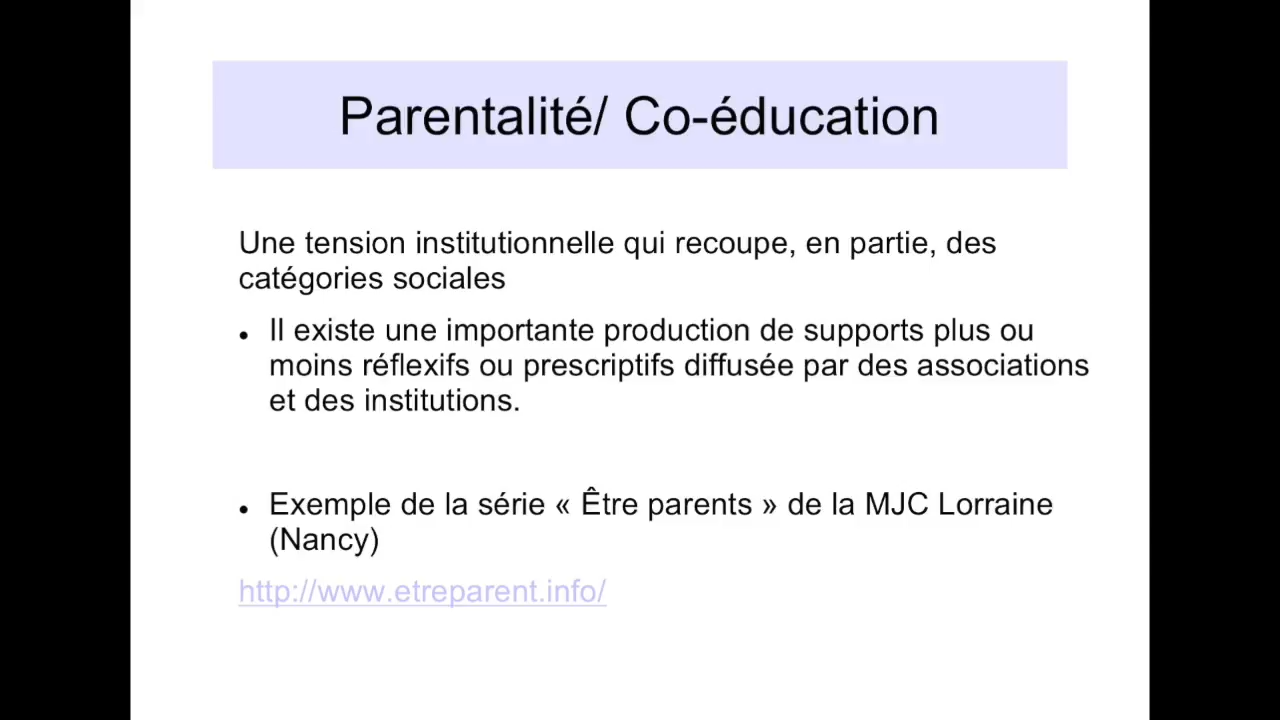 Parentalité/ Co-éducation
Une tension institutionnelle qui recoupe, en partie, des
catégories sociales
● Il existe une importante production de supports plus ou
moins réflexifs ou prescriptifs diffusée par des associations
et des institutions.
● Exemple de la série « Être parents » de la MJC Lorraine
(Nancy)
http://www.etreparent.info/